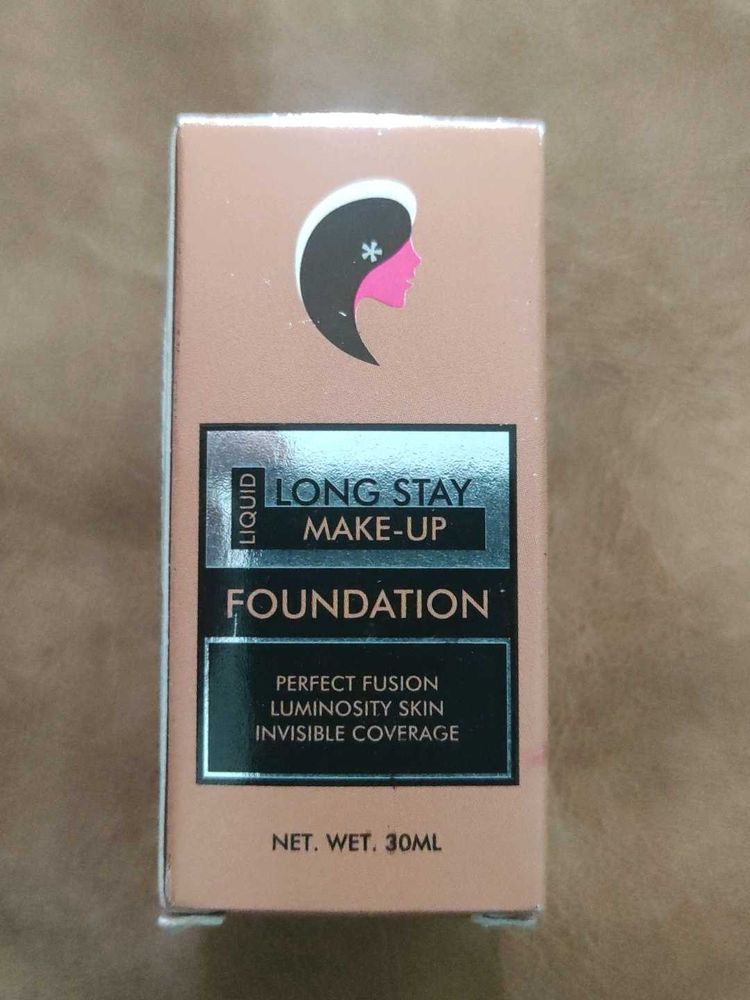 LIQUID
LONG STAY
MAKE-UP
FOUNDATION
PERFECT FUSION
LUMINOSITY SKIN
INVISIBLE COVERAGE
NET. WET. 30ML